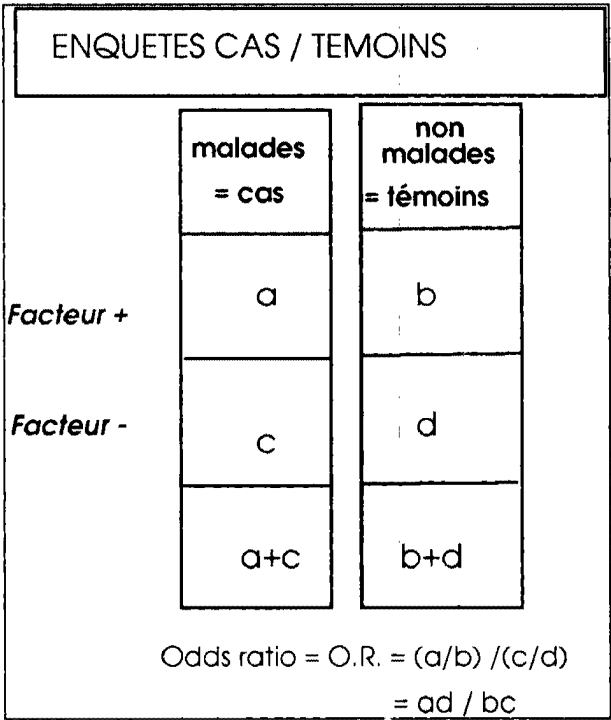 ENQUETES CAS / TEMOINS
malades
= cas
non
malades
= témoins
Facteur +
a
b
Facteur -
c
d
a+c
b+d
Odds ratio = O.R. = (a/b) /(c/d)
= ad / bc